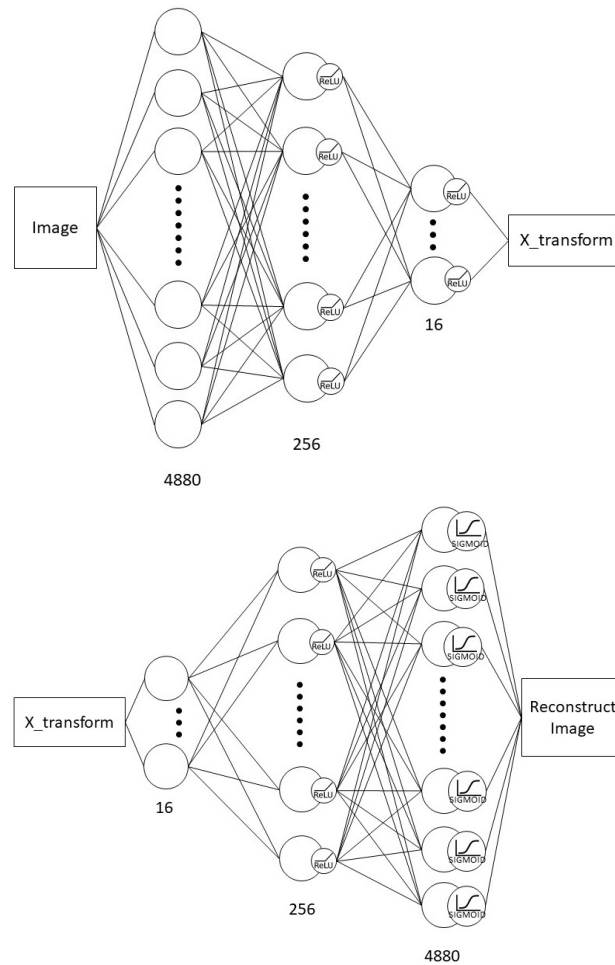 ReLU
ReLU
ReLU
Image
X_transform
ReLU
ReLU
ReLU
16
ReLU
256
4880
SIGMOID
ReLU
SIGMOID
ReLU
SIGMOID
X_transform
Reconstruct
Image
16
ReLU
SIGMOID
ReLU
SIGMOID
256
SIGMOID
4880